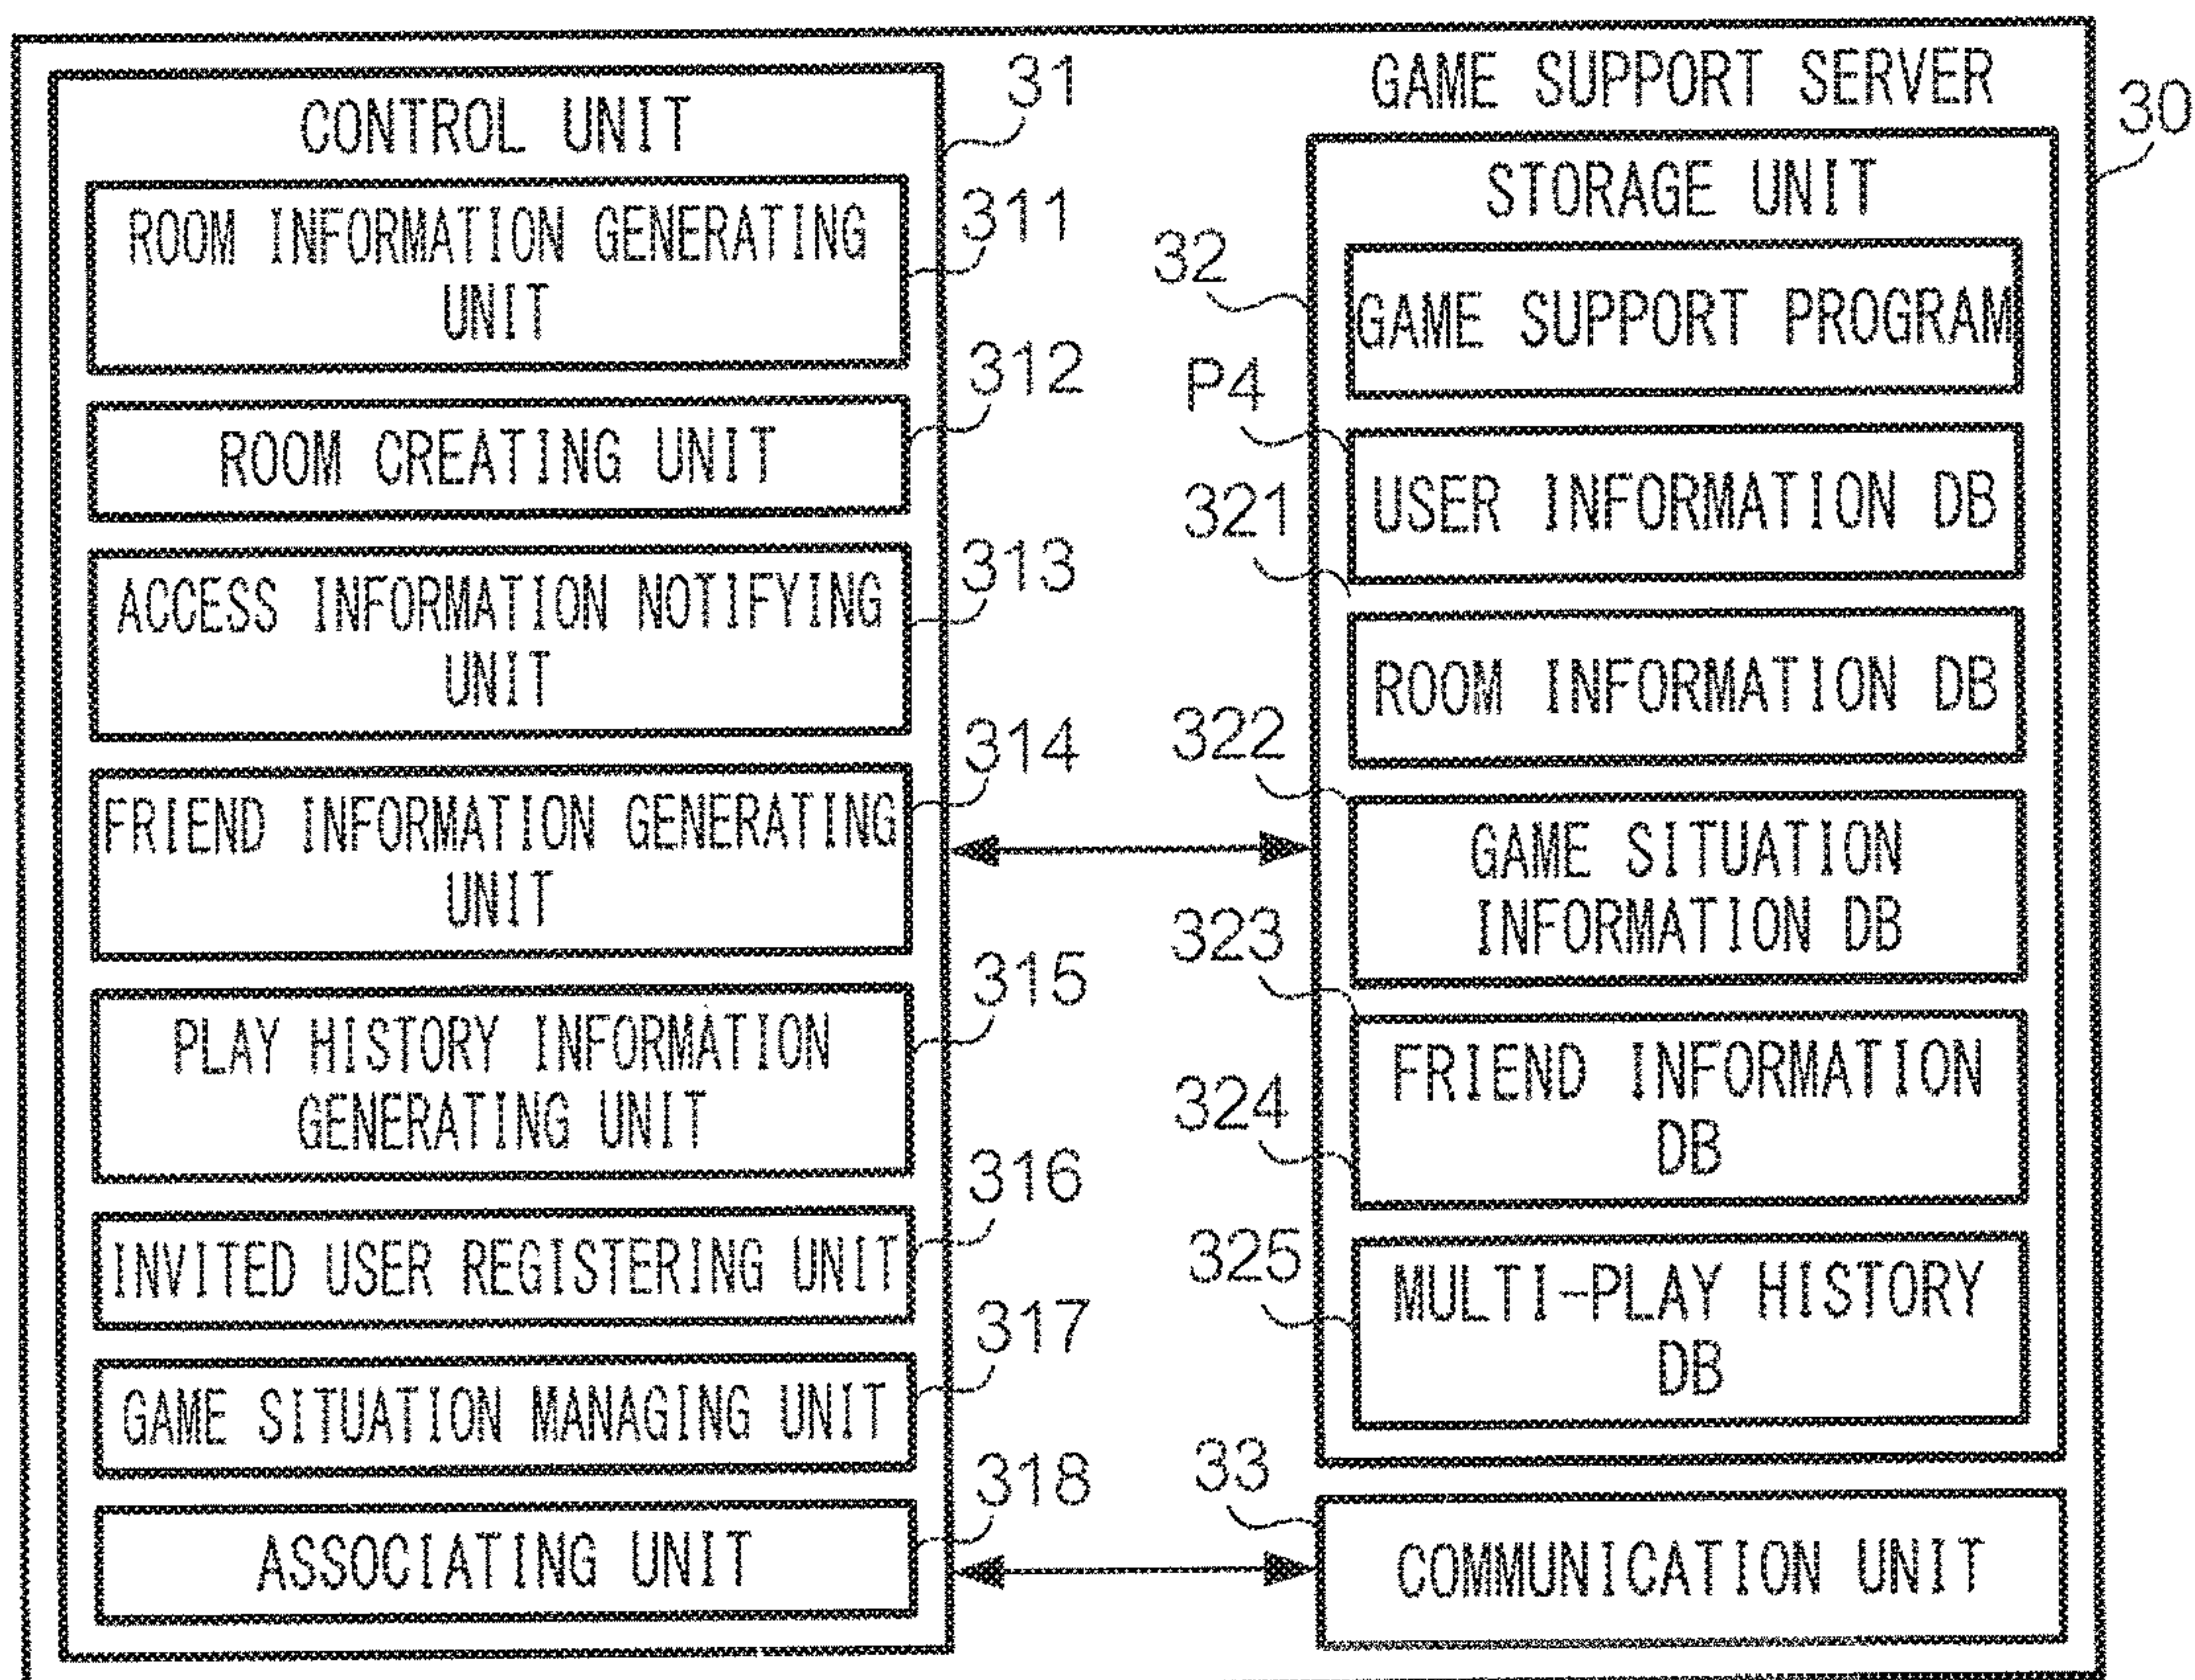 GAME SUPPORT SERVER
30
CONTROL UNIT
31
ROOM INFORMATION GENERATING
UNIT
311
ROOM CREATING UNIT
312
ACCESS INFORMATION NOTIFYING
UNIT
313
FRIEND INFORMATION GENERATING
UNIT
314
PLAY HISTORY INFORMATION
GENERATING UNIT
315
INVITED USER REGISTERING UNIT
316
GAME SITUATION MANAGING UNIT
317
ASSOCIATING UNIT
318
STORAGE UNIT
32
GAME SUPPORT PROGRAM
P4
USER INFORMATION DB
321
ROOM INFORMATION DB
322
GAME SITUATION
INFORMATION DB
323
FRIEND INFORMATION
DB
324
MULTI-PLAY HISTORY
DB
325
COMMUNICATION UNIT
33